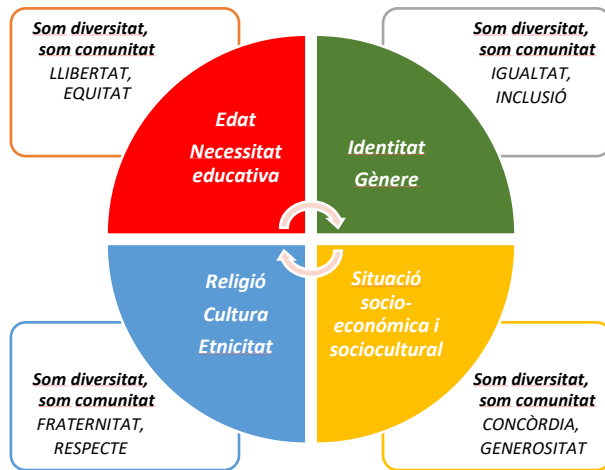 Som diversitat,
som comunitat
LLIBERTAT,
EQUITAT
Som diversitat,
som comunitat
IGUALTAT,
INCLUSIÓ
Edat
Necessitat
educativa
Identitat
Gènere
Religió
Cultura
Etnicitat
Situació
socio-
económica i
sociocultural
Som diversitat,
som comunitat
FRATERNITAT,
RESPECTE
Som diversitat,
som comunitat
CONCÒRDIA,
GENEROSITAT